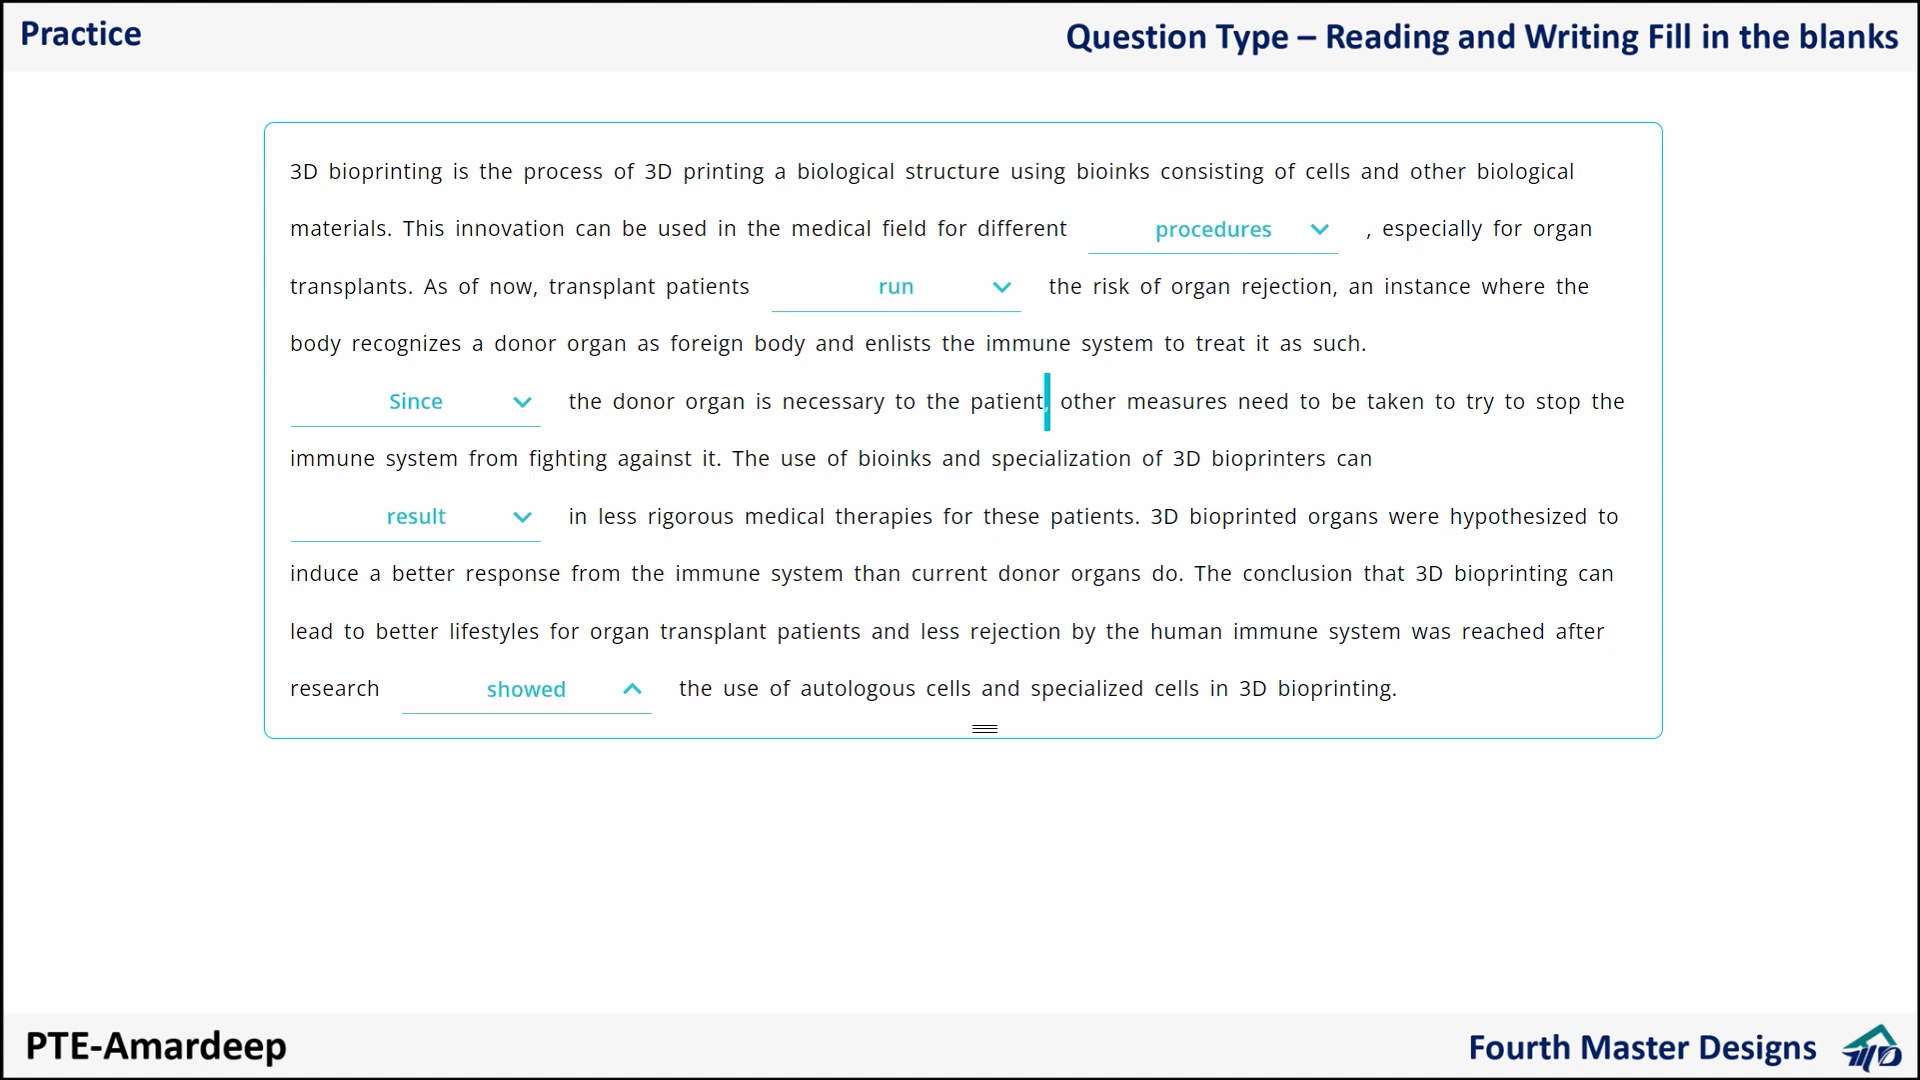 Practice
Question Type – Reading and Writing Fill in the blanks
3D bioprinting is the process of 3D printing a biological structure using bioinks consisting of cells and other biological
materials. This innovation can be used in the medical field for different procedures , especially for organ
transplants. As of now, transplant patients run the risk of organ rejection, an instance where the
body recognizes a donor organ as foreign body and enlists the immune system to treat it as such.
Since the donor organ is necessary to the patient, other measures need to be taken to try to stop the
immune system from fighting against it. The use of bioinks and specialization of 3D bioprinters can
result in less rigorous medical therapies for these patients. 3D bioprinted organs were hypothesized to
induce a better response from the immune system than current donor organs do. The conclusion that 3D bioprinting can
lead to better lifestyles for organ transplant patients and less rejection by the human immune system was reached after
research showed the use of autologous cells and specialized cells in 3D bioprinting.
PTE-Amardeep
Fourth Master Designs